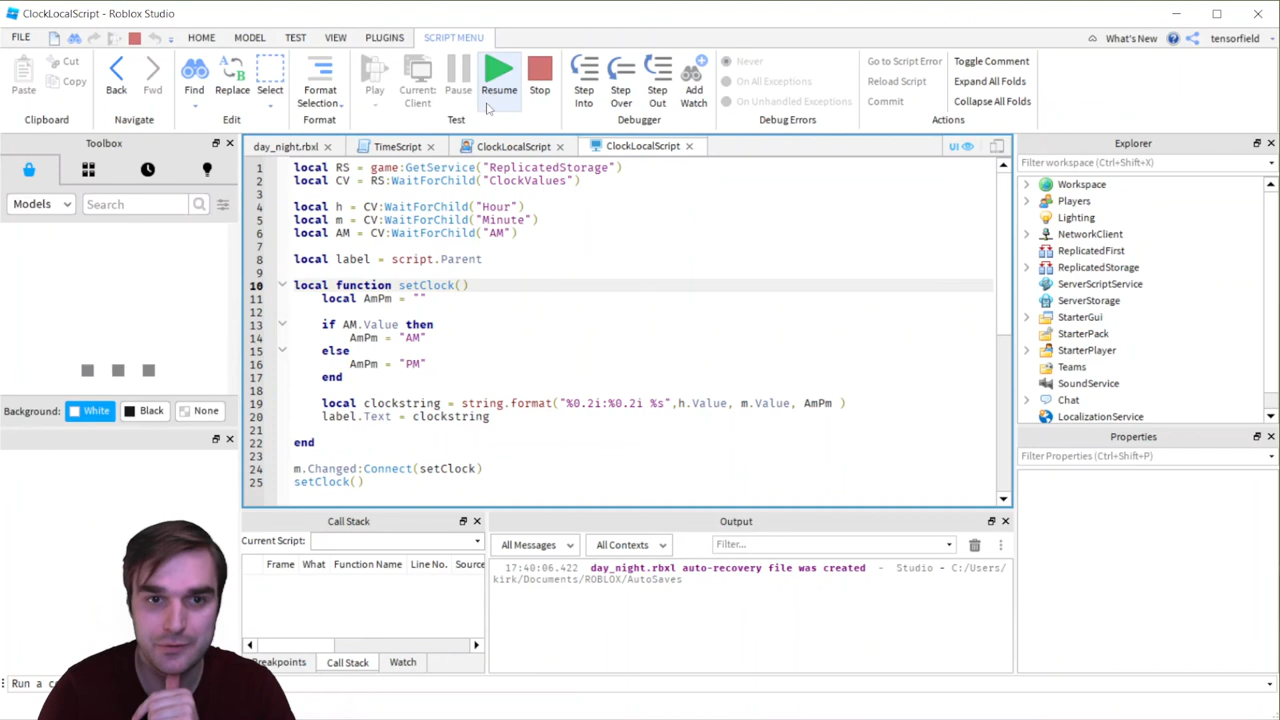 ClockLocalScript - Roblox Studio
FILE HOME MODEL TEST VIEW PLUGINS SCRIPT MENU What's New tensorfield
Paste Cut Copy Back Fwd Find Replace Select Format Selection... Play Current: Client Pause Resume Stop Step Into Step Over Step Out Add Watch Never On All Exceptions On Unhandled Exceptions Go to Script Error Reload Script Commit Toggle Comment Expand All Folds Collapse All Folds
Clipboard Navigate Edit Format Test Debugger Debug Errors Actions
Toolbox
Models Search
Background: White Black None
day_night.rbxl TimeScript ClockLocalScript ClockLocalScript UI
1 local RS = game:GetService("ReplicatedStorage")
2 local CV = RS:WaitForChild("ClockValues")
3
4 local h = CV:WaitForChild("Hour")
5 local m = CV:WaitForChild("Minute")
6 local AM = CV:WaitForChild("AM")
7
8 local label = script.Parent
9
10 local function setClock()
11 local AmPm = ""
12
13 if AM.Value then
14 AmPm = "AM"
15 else
16 AmPm = "PM"
17 end
18
19 local clockstring = string.format("%0.2i:%0.2i %s",h.Value, m.Value, AmPm )
20 label.Text = clockstring
21
22 end
23
24 m.Changed:Connect(setClock)
25 setClock()
Call Stack
Current Script:
Frame What Function Name Line No. Source
Breakpoints Call Stack Watch
Output
All Messages All Contexts Filter...
17:40:06.422 day_night.rbxl auto-recovery file was created - Studio - C:/Users/
kirk/Documents/ROBLOX/AutoSaves
Explorer
Filter workspace (Ctrl+Shift+X)
Workspace
Players
Lighting
NetworkClient
ReplicatedFirst
ReplicatedStorage
ServerScriptService
ServerStorage
StarterGui
StarterPack
StarterPlayer
Teams
SoundService
Chat
LocalizationService
Properties
Filter Properties (Ctrl+Shift+P)
Run a